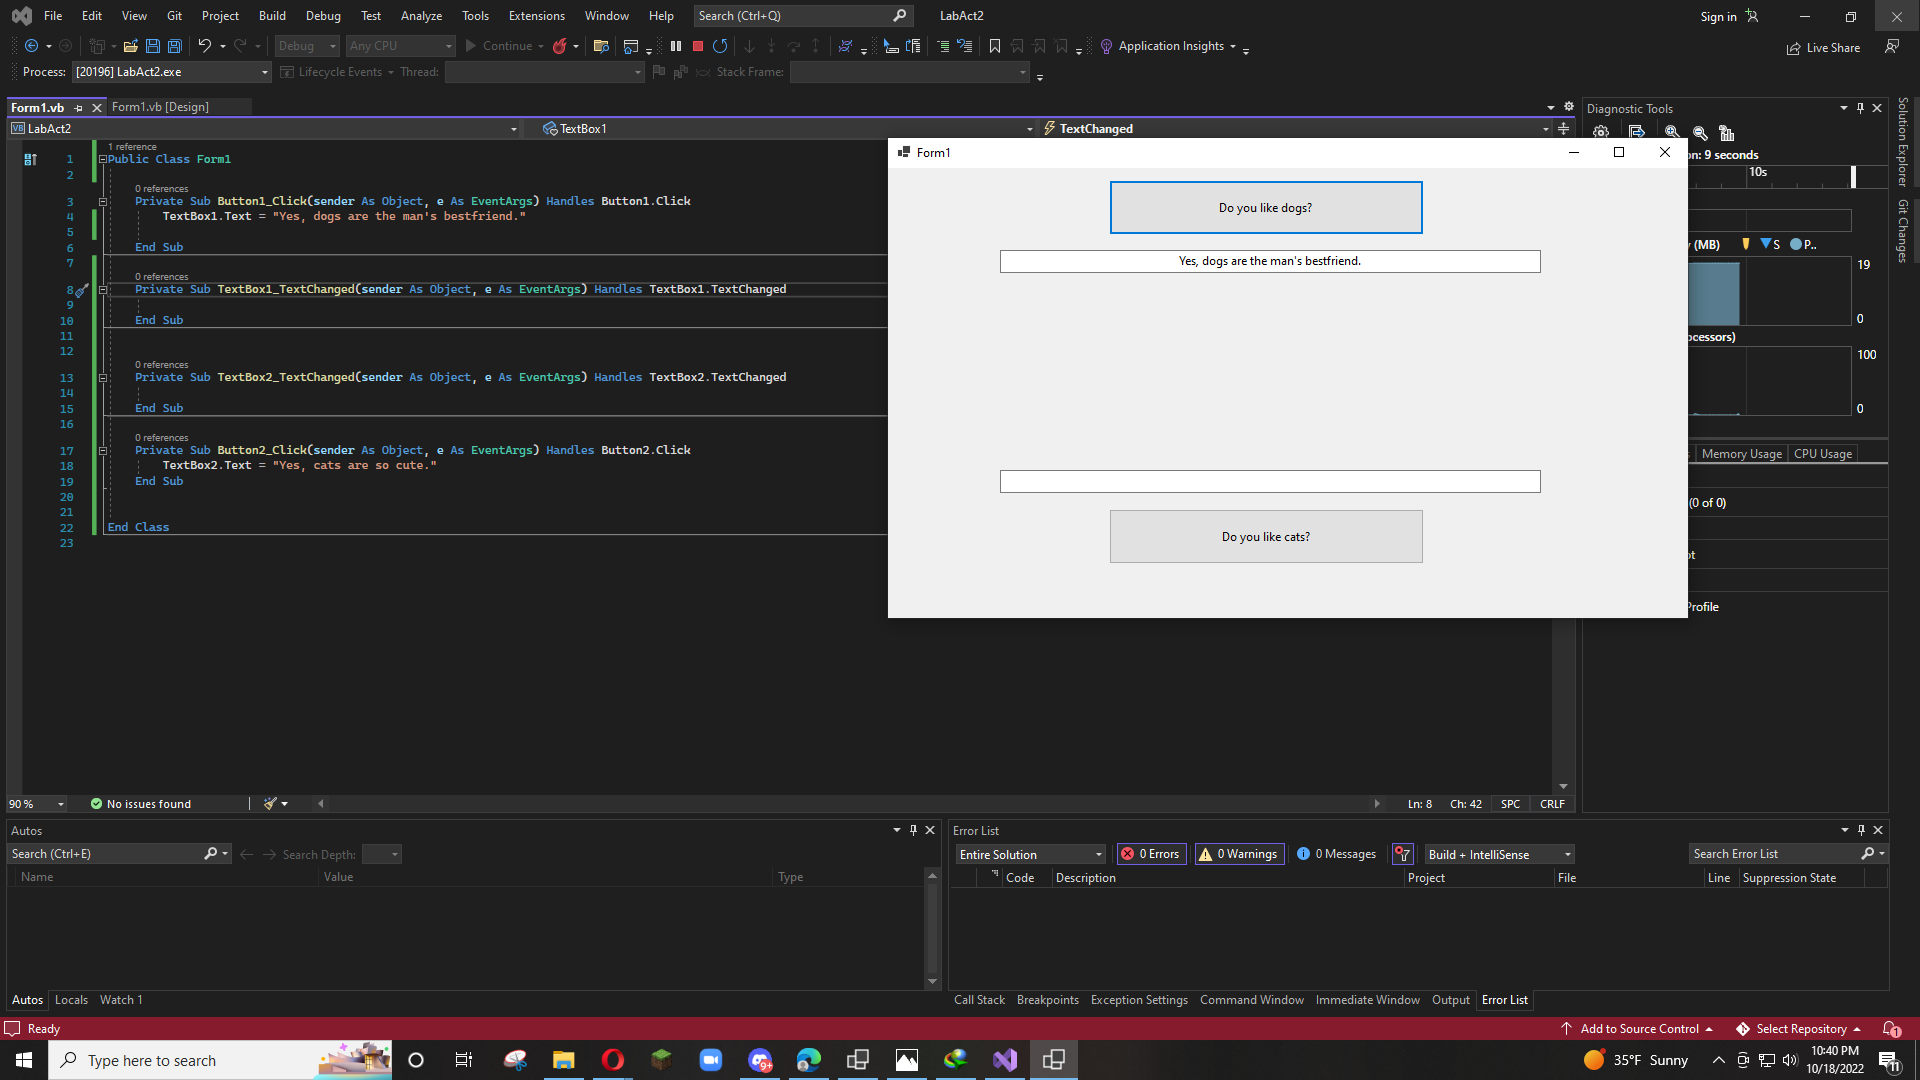 File Edit View Git Project Build Debug Test Analyze Tools Extensions Window Help Search (Ctrl+Q) LabAct2 Sign in
Debug Any CPU Continue Application Insights Live Share
Process: [20196] LabAct2.exe Lifecycle Events Thread: Stack Frame:
Form1.vb Form1.vb [Design]
VB LabAct2 TextBox1 TextChanged
1 reference
1 Public Class Form1
2
0 references
3 Private Sub Button1_Click(sender As Object, e As EventArgs) Handles Button1.Click
4 TextBox1.Text = "Yes, dogs are the man's bestfriend."
5
6 End Sub
7
0 references
8 Private Sub TextBox1_TextChanged(sender As Object, e As EventArgs) Handles TextBox1.TextChanged
9
10 End Sub
11
12
0 references
13 Private Sub TextBox2_TextChanged(sender As Object, e As EventArgs) Handles TextBox2.TextChanged
14
15 End Sub
16
0 references
17 Private Sub Button2_Click(sender As Object, e As EventArgs) Handles Button2.Click
18 TextBox2.Text = "Yes, cats are so cute."
19 End Sub
20
21
22 End Class
23
Form1
Do you like dogs?
Yes, dogs are the man's bestfriend.
Do you like cats?
Diagnostic Tools
on: 9 seconds
10s
(MB) S P..
19
0
ocessors)
100
0
Memory Usage CPU Usage
(0 of 0)
ot
Profile
Solution Explorer
Git Changes
90 % No issues found Ln: 8 Ch: 42 SPC CRLF
Autos
Search (Ctrl+E) Search Depth:
Name Value Type
Autos Locals Watch 1
Error List
Entire Solution 0 Errors 0 Warnings 0 Messages Build + IntelliSense Search Error List
Code Description Project File Line Suppression State
Call Stack Breakpoints Exception Settings Command Window Immediate Window Output Error List
Ready Add to Source Control Select Repository 1
Type here to search 9+ 35°F Sunny 10:40 PM
10/18/2022 11